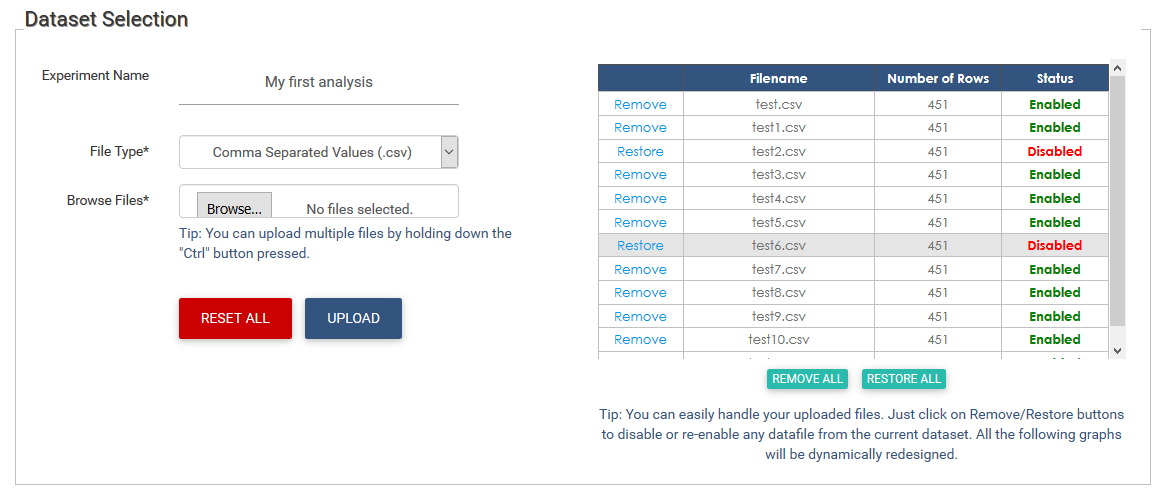 Dataset Selection
Experiment Name
My first analysis
File Type*
Comma Separated Values (.csv)
Browse Files*
Browse... No files selected.
Tip: You can upload multiple files by holding down the
"Ctrl" button pressed.
RESET ALL UPLOAD
Filename Number of Rows Status
Remove test.csv 451 Enabled
Remove test1.csv 451 Enabled
Restore test2.csv 451 Disabled
Remove test3.csv 451 Enabled
Remove test4.csv 451 Enabled
Remove test5.csv 451 Enabled
Restore test6.csv 451 Disabled
Remove test7.csv 451 Enabled
Remove test8.csv 451 Enabled
Remove test9.csv 451 Enabled
Remove test10.csv 451 Enabled
REMOVE ALL RESTORE ALL
Tip: You can easily handle your uploaded files. Just click on Remove/Restore buttons
to disable or re-enable any datafile from the current dataset. All the following graphs
will be dynamically redesigned.